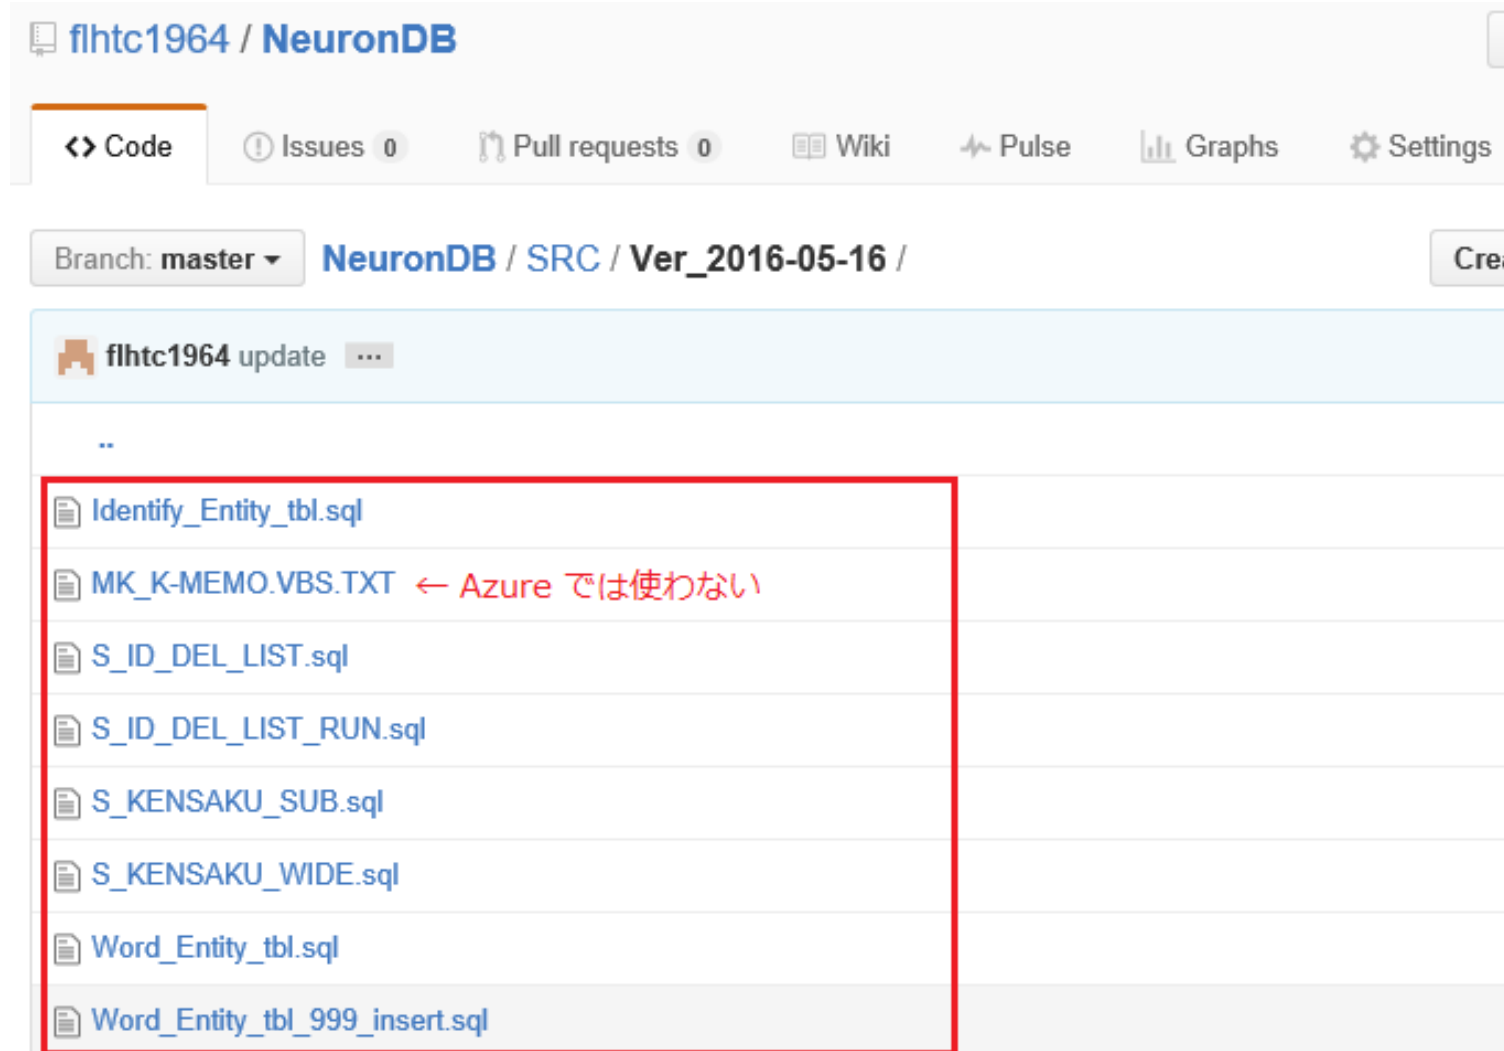 flhtc1964 / NeuronDB
Code Issues 0 Pull requests 0 Wiki Pulse Graphs Settings
Branch: master NeuronDB / SRC / Ver_2016-05-16 /
flhtc1964 update ...
..
Identify_Entity_tbl.sql
MK_K-MEMO.VBS.TXT ← Azure では使わない
S_ID_DEL_LIST.sql
S_ID_DEL_LIST_RUN.sql
S_KENSAKU_SUB.sql
S_KENSAKU_WIDE.sql
Word_Entity_tbl.sql
Word_Entity_tbl_999_insert.sql